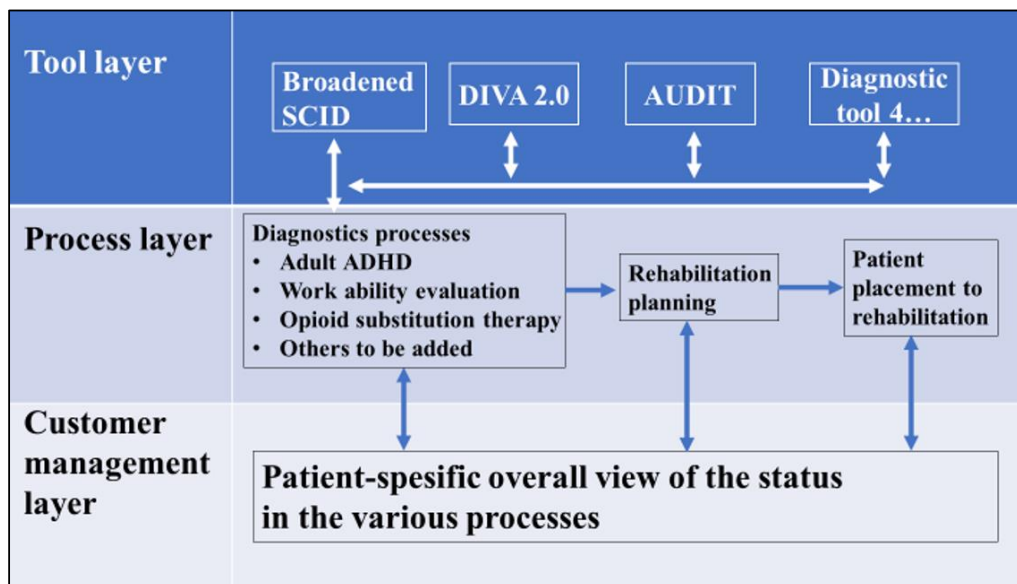 Tool layer
Broadened
SCID
DIVA 2.0
AUDIT
Diagnostic
tool 4…
Process layer
Diagnostics processes
• Adult ADHD
• Work ability evaluation
• Opioid substitution therapy
• Others to be added
Rehabilitation
planning
Patient
placement to
rehabilitation
Customer
management
layer
Patient-spesific overall view of the status
in the various processes